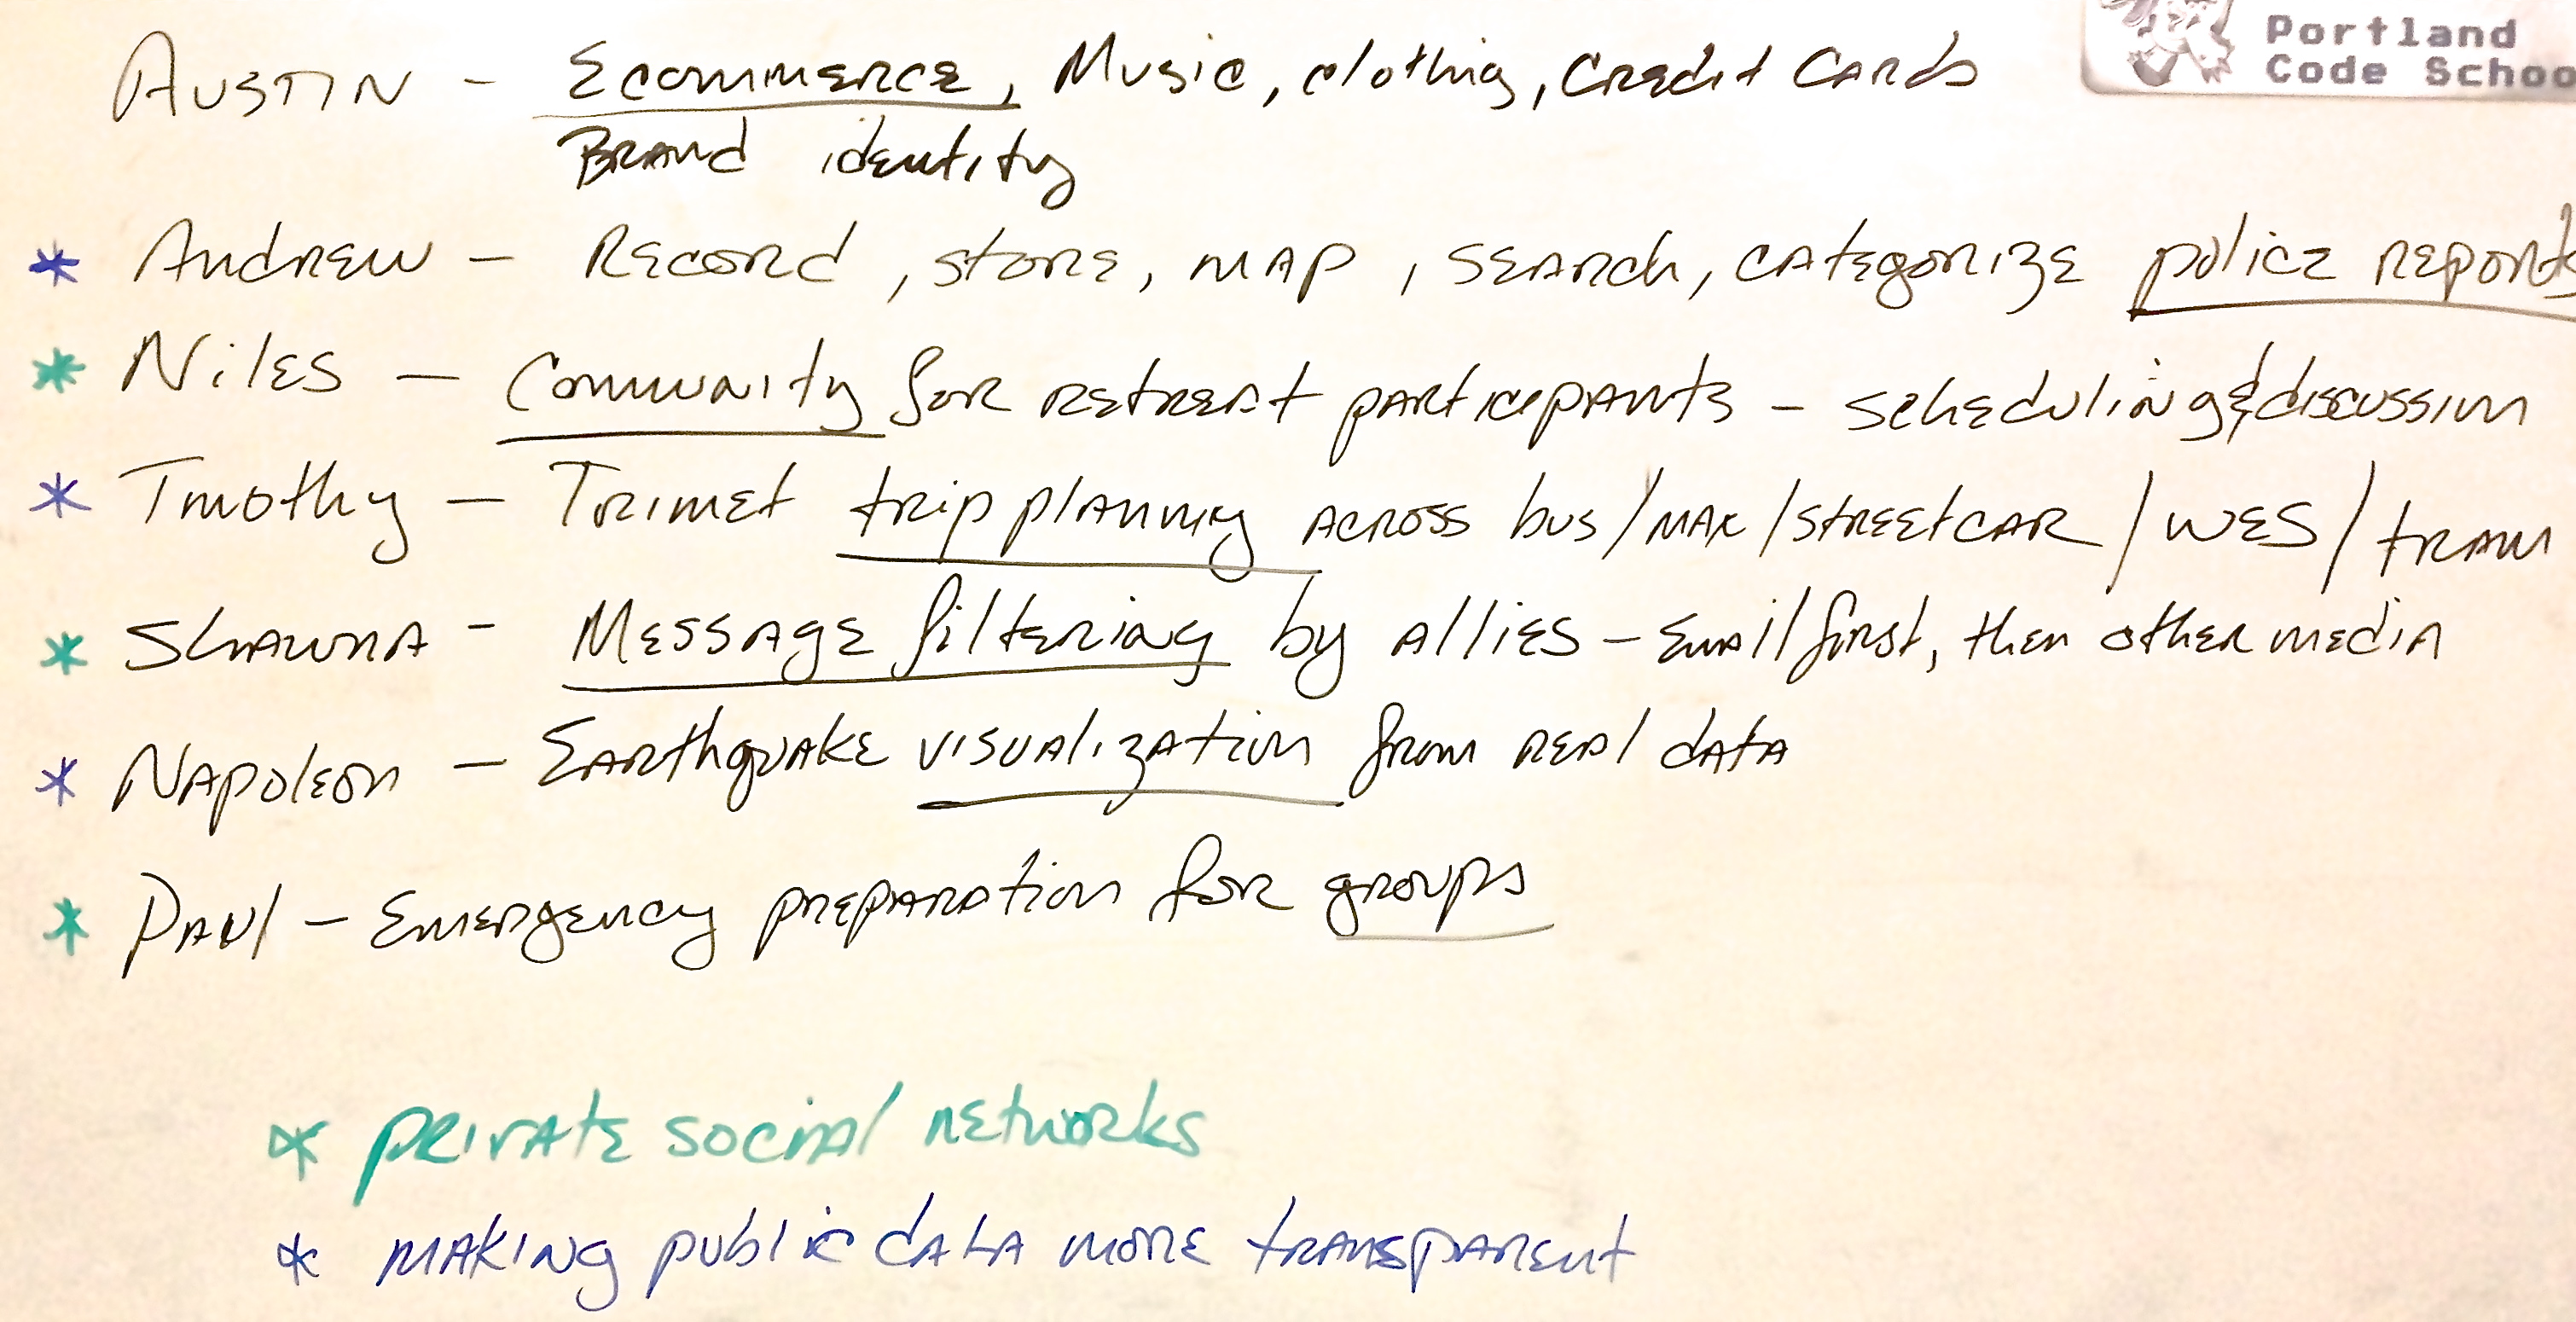 Portland
Code Schoo
AUSTIN - Ecommerce, Music, clothing, Credit Cards
Brand identity
* Andrew - Record, store, map, search, categorize police reports
* Niles - Community for retreat participants - scheduling & discussion
* Tmothy - Trimet trip planning across bus/MAX/streetcar/WES/tram
* Shawna - Message filtering by allies - Email first, then other media
* Napoleon - Earthquake visualization from real data
* Paul - Emergency preparation for groups
* private social networks
* making public data more transparent